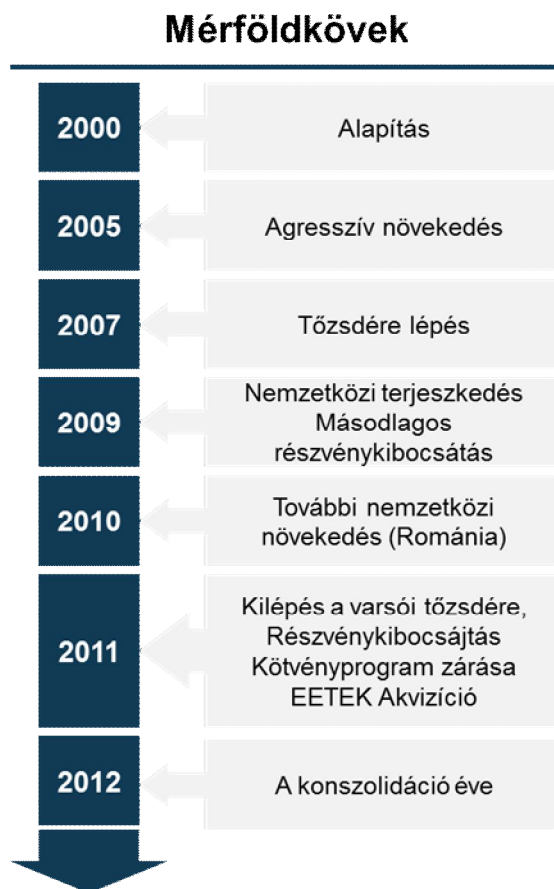 Mérföldkövek
2000
Alapítás
2005
Agresszív növekedés
2007
Tőzsdére lépés
2009
Nemzetközi terjeszkedés
Másodlagos
részvénykibocsátás
2010
További nemzetközi
növekedés (Románia)
2011
Kilépés a varsói tőzsdére,
Részvénykibocsájtás
Kötvényprogram zárása
EETEK Akvizíció
2012
A konszolidáció éve